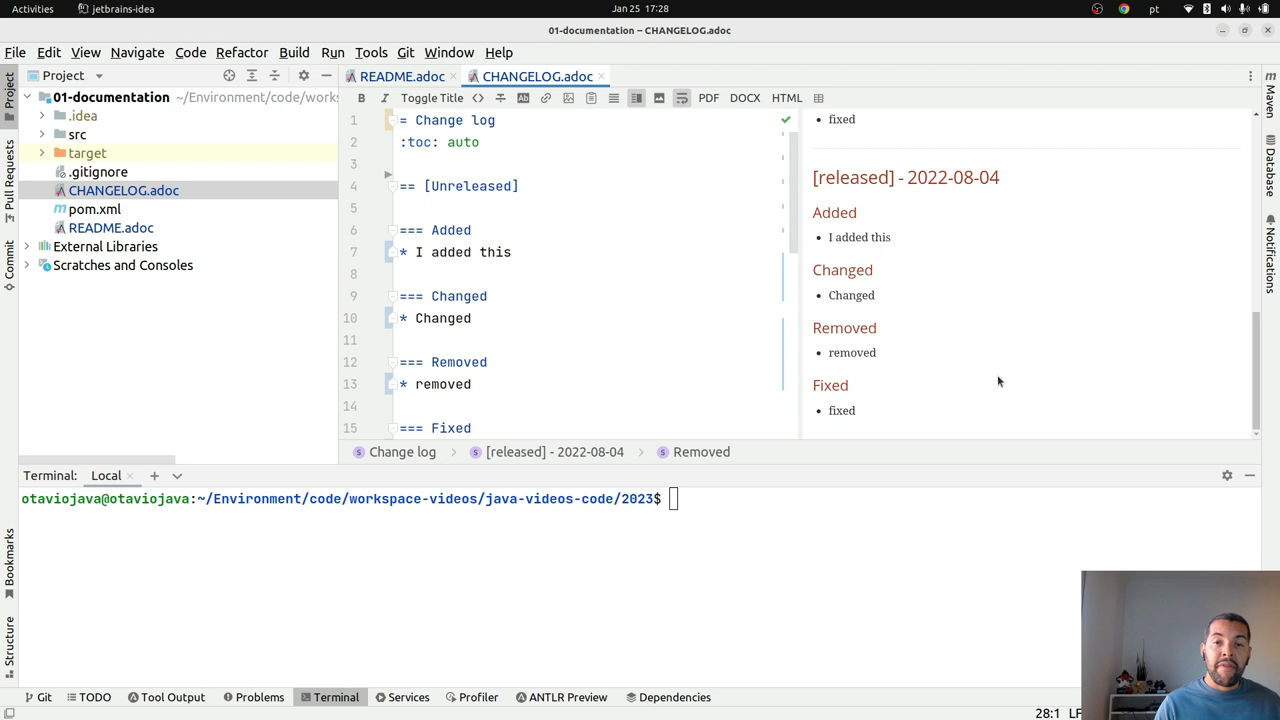 Activities jetbrains-idea Jan 25 17:28 pt
01-documentation – CHANGELOG.adoc
File Edit View Navigate Code Refactor Build Run Tools Git Window Help
Project README.adoc CHANGELOG.adoc
Toggle Title PDF DOCX HTML
01-documentation ~/Environment/code/works
.idea
src
target
.gitignore
CHANGELOG.adoc
pom.xml
README.adoc
External Libraries
Scratches and Consoles
1 = Change log
2 :toc: auto
3
4 == [Unreleased]
5
6 === Added
7 * I added this
8
9 === Changed
10 * Changed
11
12 === Removed
13 * removed
14
15 === Fixed
• fixed
[released] - 2022-08-04
Added
• I added this
Changed
• Changed
Removed
• removed
Fixed
• fixed
Change log [released] - 2022-08-04 Removed
Terminal: Local
otaviojava@otaviojava:~/Environment/code/workspace-videos/java-videos-code/2023$
Project
Pull Requests
Commit
Bookmarks
Structure
Maven
Database
Notifications
Git TODO Tool Output Problems Terminal Services Profiler ANTLR Preview Dependencies
28:1 LF